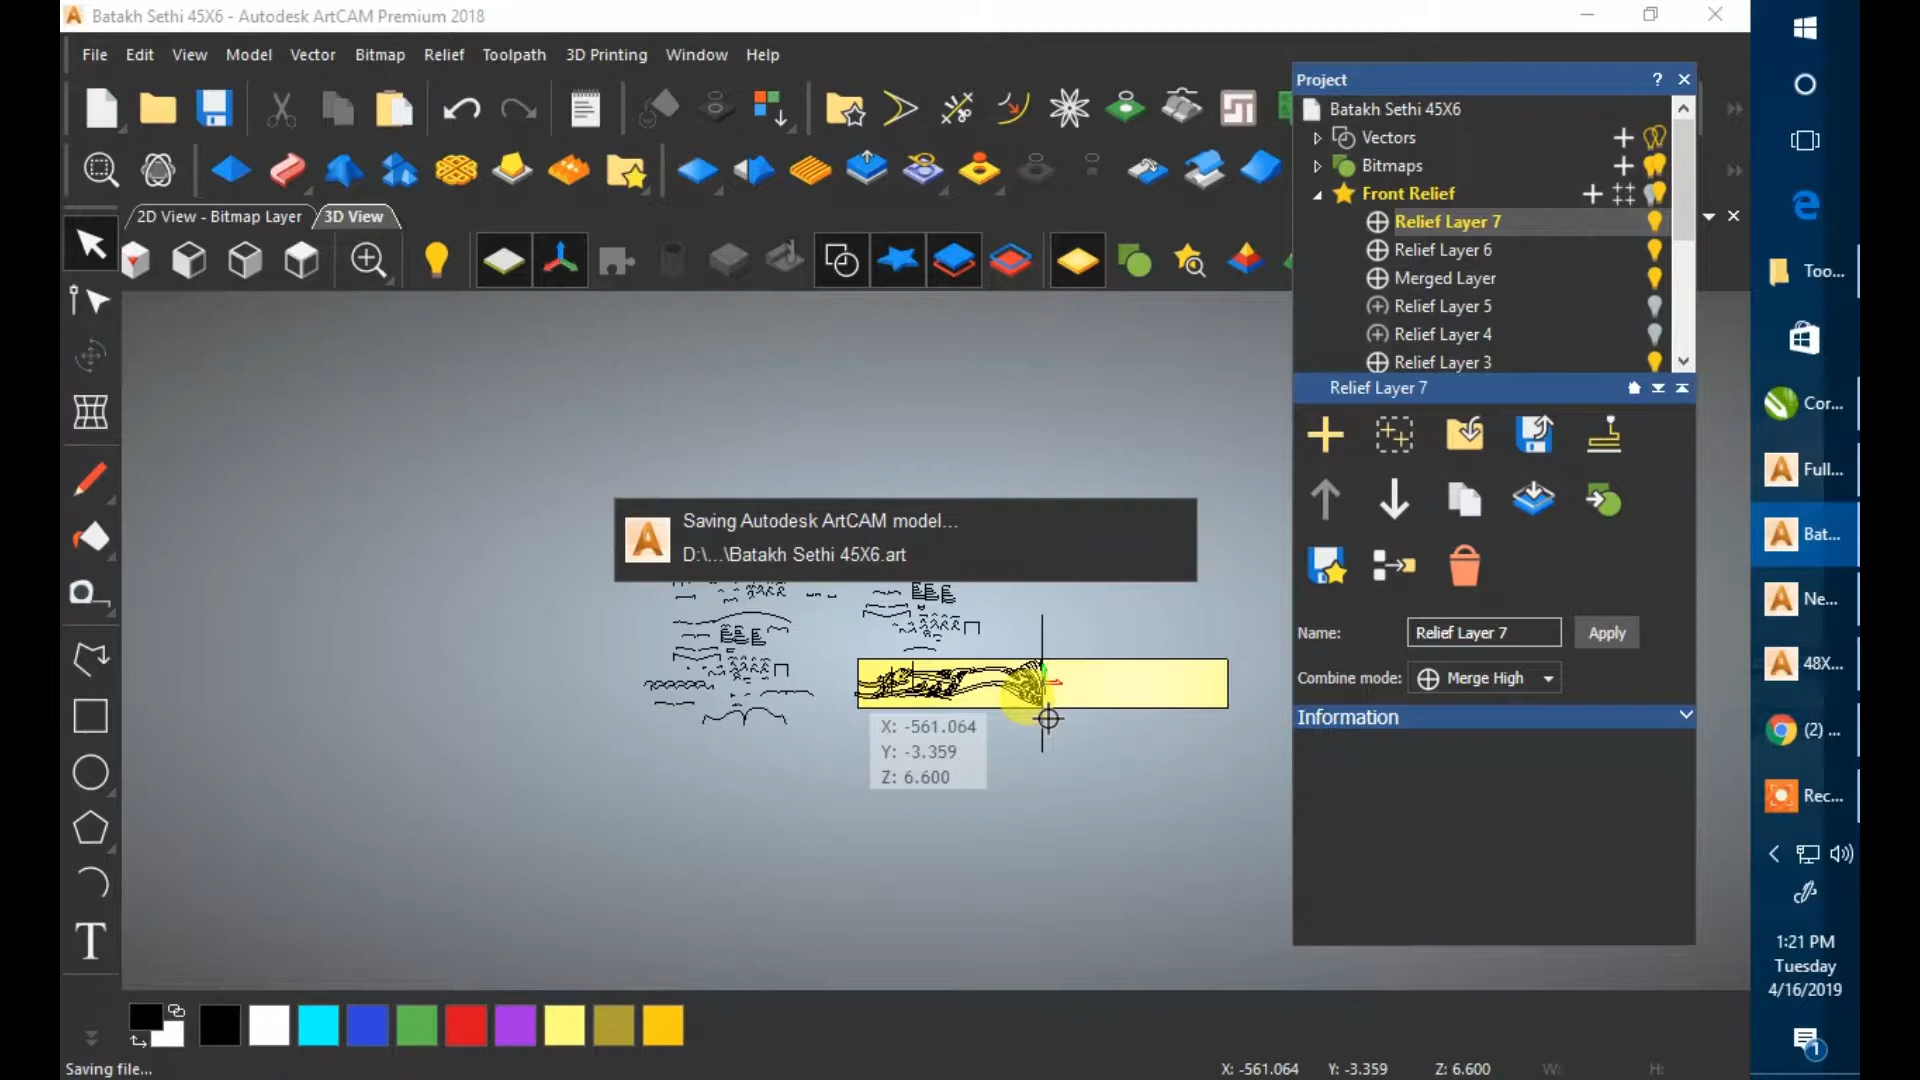 Batakh Sethi 45X6 - Autodesk ArtCAM Premium 2018
File Edit View Model Vector Bitmap Relief Toolpath 3D Printing Window Help
2D View - Bitmap Layer 3D View
Project ?
Batakh Sethi 45X6
Vectors
Bitmaps
Front Relief
Relief Layer 7
Relief Layer 6
Merged Layer
Relief Layer 5
Relief Layer 4
Relief Layer 3
Relief Layer 7
Name: Relief Layer 7 Apply
Combine mode: Merge High
Information
Saving Autodesk ArtCAM model...
D:\...\Batakh Sethi 45X6.art
X: -561.064
Y: -3.359
Z: 6.600
T
Saving file...
X: -561.064 Y: -3.359 Z: 6.600 W: H:
Too...
Cor...
Full...
Bat...
Ne...
48X...
(2) ...
Rec...
1:21 PM
Tuesday
4/16/2019
1